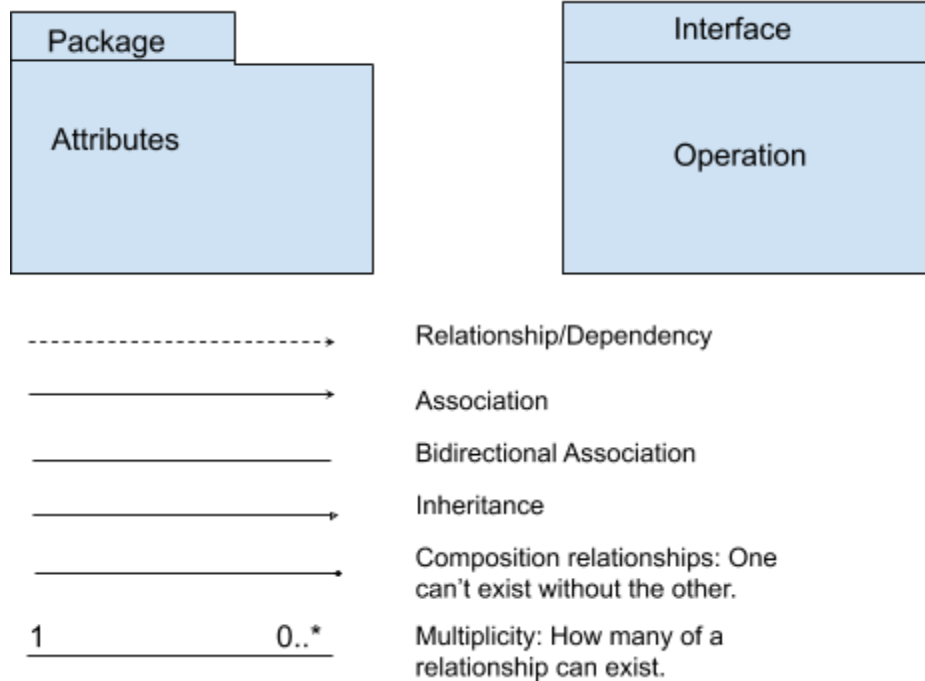 Package
Interface
Attributes
Operation
Relationship/Dependency
Association
Bidirectional Association
Inheritance
Composition relationships: One
can't exist without the other.
1 0..*
Multiplicity: How many of a
relationship can exist.